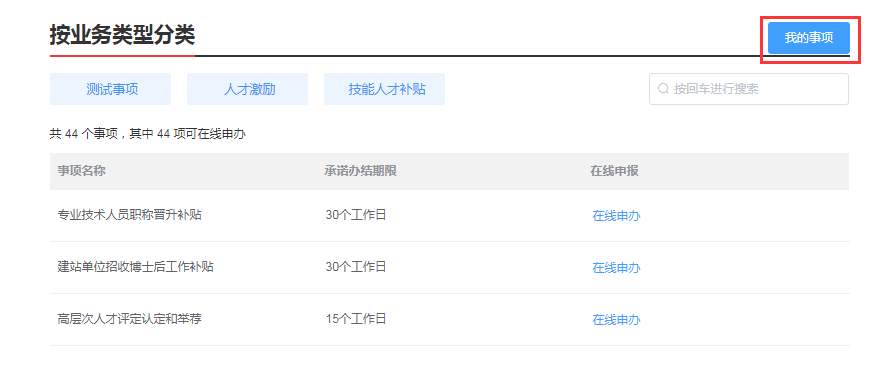 按业务类型分类
我的事项
测试事项 人才激励 技能人才补贴 按回车进行搜索
共 44 个事项，其中 44 项可在线申办
事项名称 承诺办结期限 在线申报
专业技术人员职称晋升补贴 30个工作日 在线申办
建站单位招收博士后工作补贴 30个工作日 在线申办
高层次人才评定认定和举荐 15个工作日 在线申办